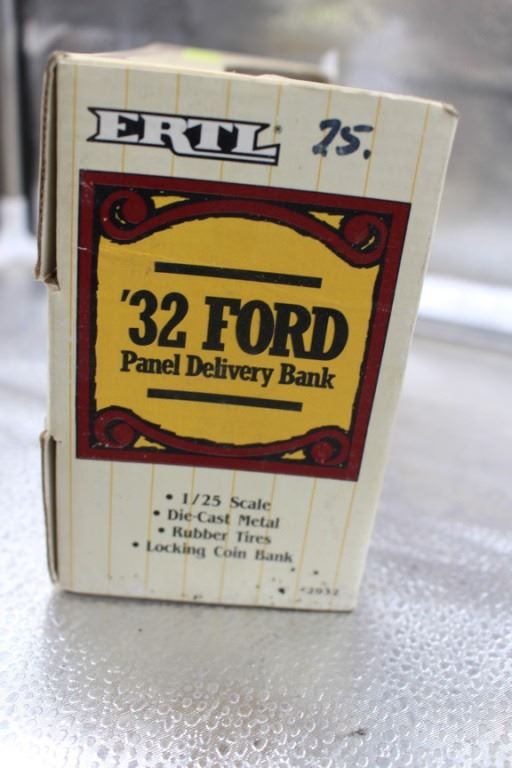 ERTL® 25.
'32 FORD
Panel Delivery Bank
• 1/25 Scale
• Die-Cast Metal
• Rubber Tires
• Locking Coin Bank